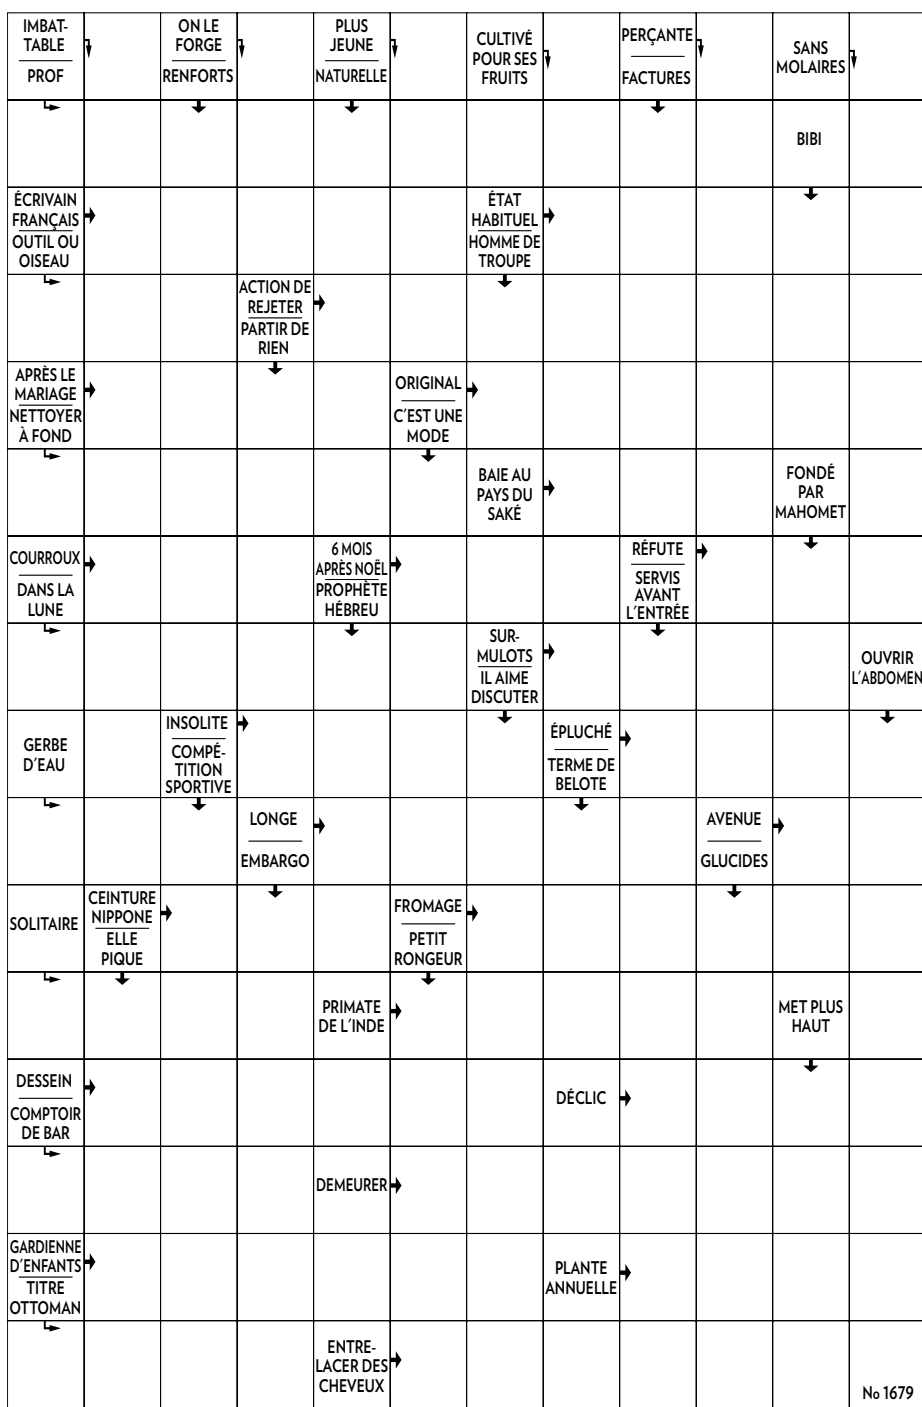 IMBAT-
TABLE
PROF
ON LE
FORGE
RENFORTS
PLUS
JEUNE
NATURELLE
CULTIVÉ
POUR SES
FRUITS
PERÇANTE
FACTURES
SANS
MOLAIRES
BIBI
ÉCRIVAIN
FRANÇAIS
OUTIL OU
OISEAU
ÉTAT
HABITUEL
HOMME DE
TROUPE
ACTION DE
REJETER
PARTIR DE
RIEN
APRÈS LE
MARIAGE
NETTOYER
À FOND
ORIGINAL
C'EST UNE
MODE
BAIE AU
PAYS DU
SAKÉ
FONDÉ
PAR
MAHOMET
COURROUX
DANS LA
LUNE
6 MOIS
APRÈS NOËL
PROPHÈTE
HÉBREU
RÉFUTE
SERVIS
AVANT
L'ENTRÉE
SUR-
MULOTS
IL AIME
DISCUTER
OUVRIR
L'ABDOMEN
GERBE
D'EAU
INSOLITE
COMPÉ-
TITION
SPORTIVE
ÉPLUCHÉ
TERME DE
BELOTE
LONGE
EMBARGO
AVENUE
GLUCIDES
SOLITAIRE
CEINTURE
NIPPONE
ELLE
PIQUE
FROMAGE
PETIT
RONGEUR
PRIMATE
DE L'INDE
MET PLUS
HAUT
DESSEIN
COMPTOIR
DE BAR
DÉCLIC
DEMEURER
GARDIENNE
D'ENFANTS
TITRE
OTTOMAN
PLANTE
ANNUELLE
ENTRE-
LACER DES
CHEVEUX
No 1679